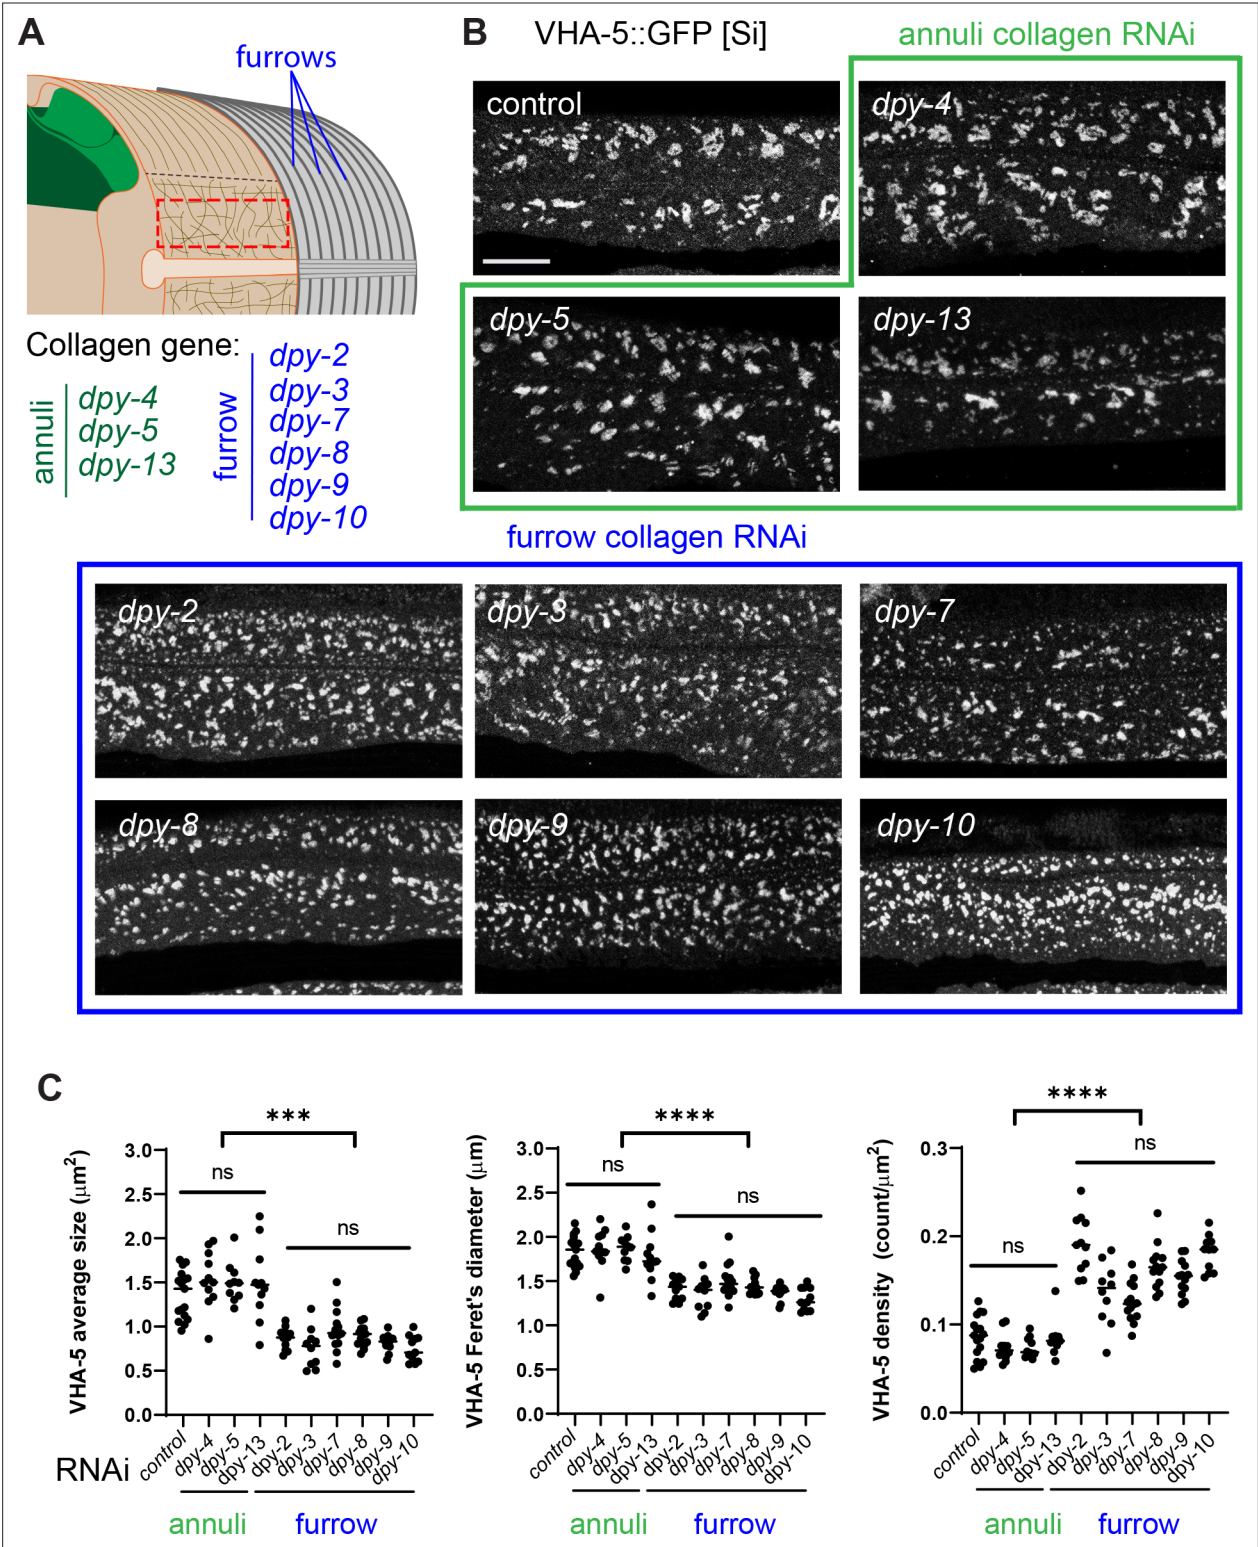 A
furrows
Collagen gene:
annuli
dpy-4
dpy-5
dpy-13
furrow
dpy-2
dpy-3
dpy-7
dpy-8
dpy-9
dpy-10
B
VHA-5::GFP [Si]
annuli collagen RNAi
control
dpy-4
dpy-5
dpy-13
furrow collagen RNAi
dpy-2
dpy-3
dpy-7
dpy-8
dpy-9
dpy-10
C
VHA-5 average size (μm²)
3.0
2.5
2.0
1.5
1.0
0.5
0.0
***
ns
ns
RNAi
control
dpy-4
dpy-5
dpy-13
dpy-2
dpy-3
dpy-7
dpy-8
dpy-9
dpy-10
annuli
furrow
VHA-5 Feret's diameter (μm)
3.0
2.5
2.0
1.5
1.0
0.5
0.0
****
ns
ns
control
dpy-4
dpy-5
dpy-13
dpy-2
dpy-3
dpy-7
dpy-8
dpy-9
dpy-10
annuli
furrow
VHA-5 density (count/μm²)
0.3
0.2
0.1
0.0
****
ns
ns
control
dpy-4
dpy-5
dpy-13
dpy-2
dpy-3
dpy-7
dpy-8
dpy-9
dpy-10
annuli
furrow